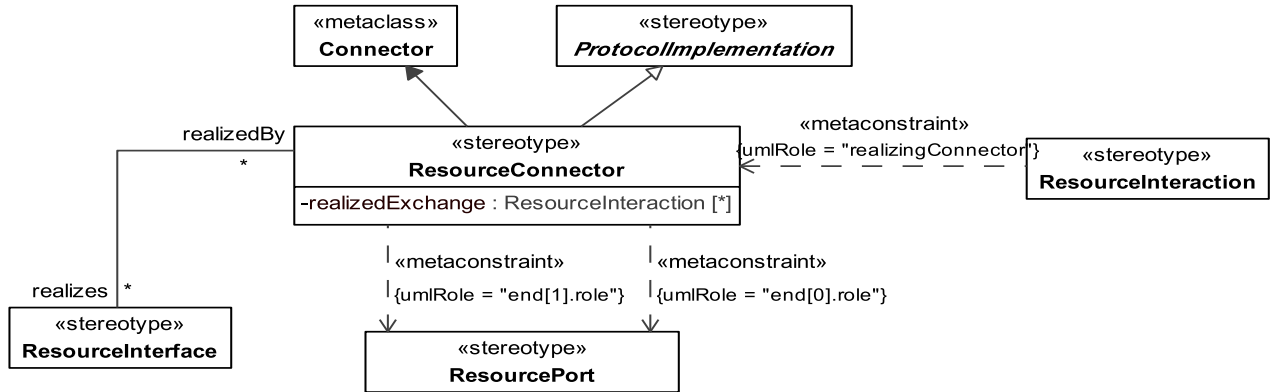 «metaclass»
Connector
«stereotype»
ProtocolImplementation
realizedBy
*
«stereotype»
ResourceConnector
-realizedExchange : ResourceInteraction [*]
«metaconstraint»
{umlRole = "realizingConnector"}
«stereotype»
ResourceInteraction
«metaconstraint»
{umlRole = "end[1].role"}
«metaconstraint»
{umlRole = "end[0].role"}
realizes
*
«stereotype»
ResourceInterface
«stereotype»
ResourcePort